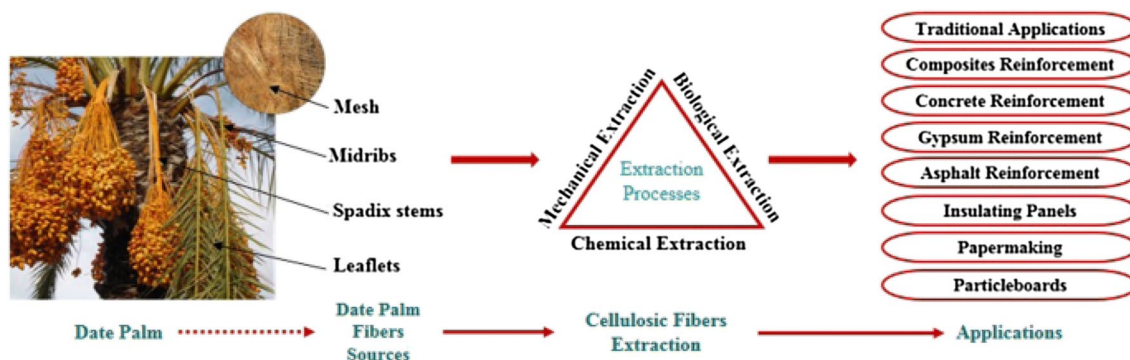 Mesh
Midribs
Spadix stems
Leaflets
Mechanical Extraction
Biological Extraction
Extraction
Processes
Chemical Extraction
Traditional Applications
Composites Reinforcement
Concrete Reinforcement
Gypsum Reinforcement
Asphalt Reinforcement
Insulating Panels
Papermaking
Particleboards
Date Palm
Date Palm
Fibers
Sources
Cellulosic Fibers
Extraction
Applications